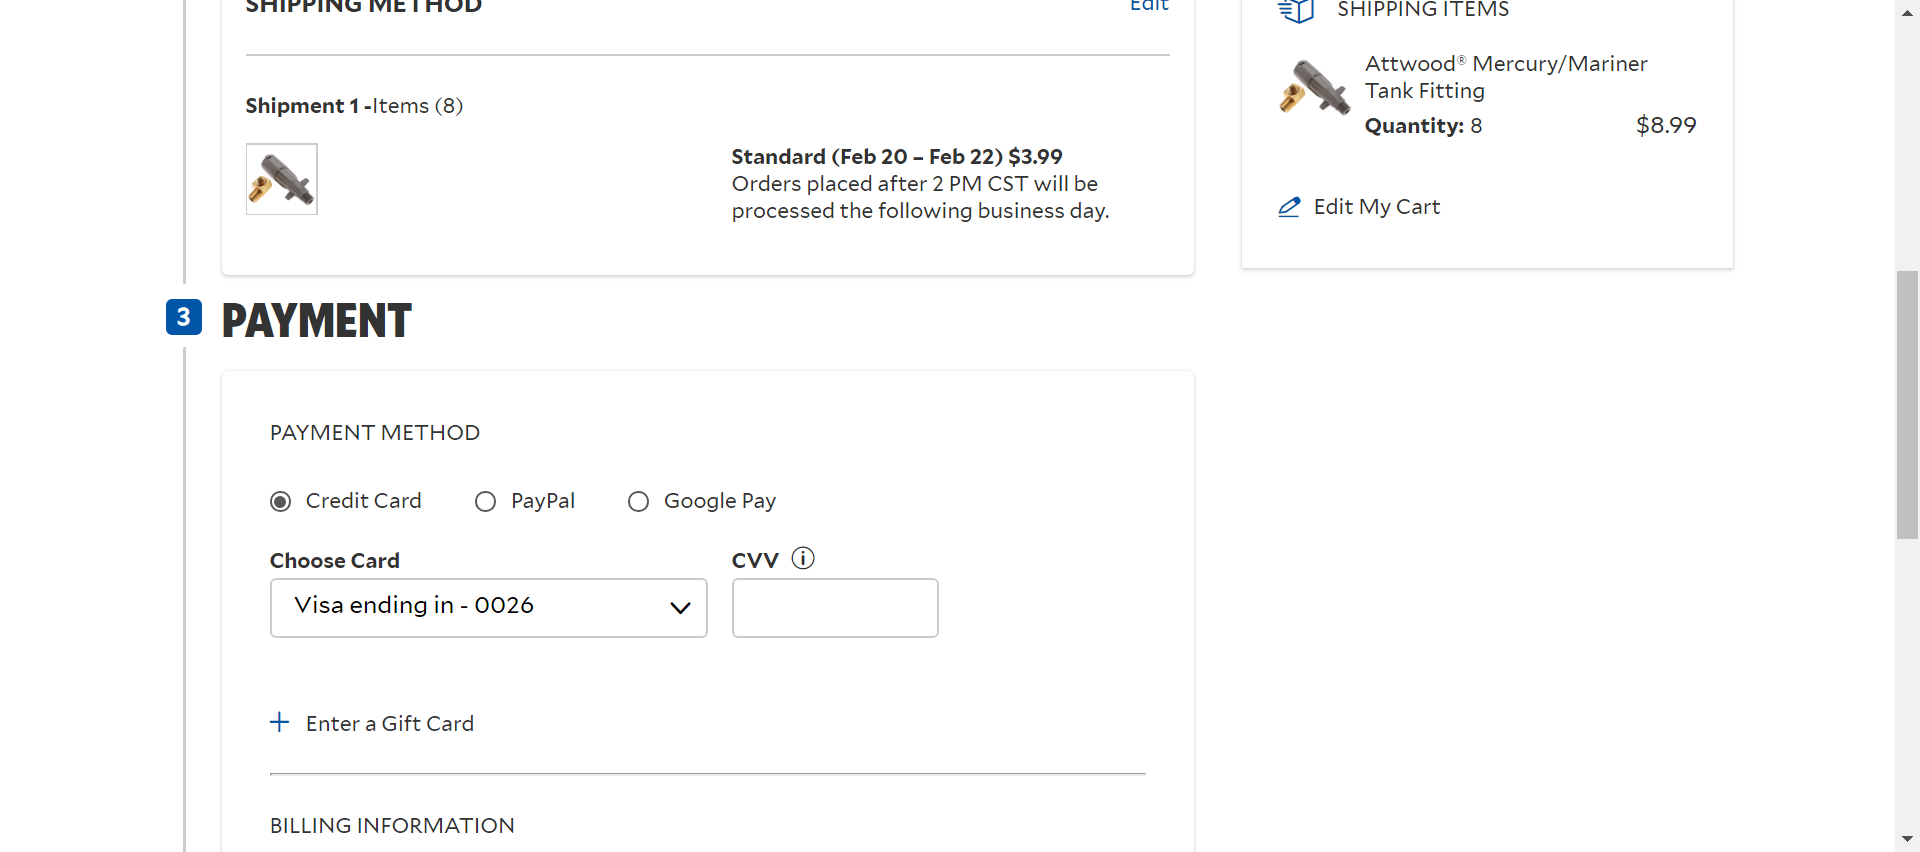 SHIPPING METHOD
Edit
Shipment 1 -Items (8)
Standard (Feb 20 – Feb 22) $3.99
Orders placed after 2 PM CST will be
processed the following business day.
SHIPPING ITEMS
Attwood® Mercury/Mariner
Tank Fitting
Quantity: 8
$8.99
Edit My Cart
3
PAYMENT
PAYMENT METHOD
Credit Card
PayPal
Google Pay
Choose Card
CVV
Visa ending in - 0026
Enter a Gift Card
BILLING INFORMATION